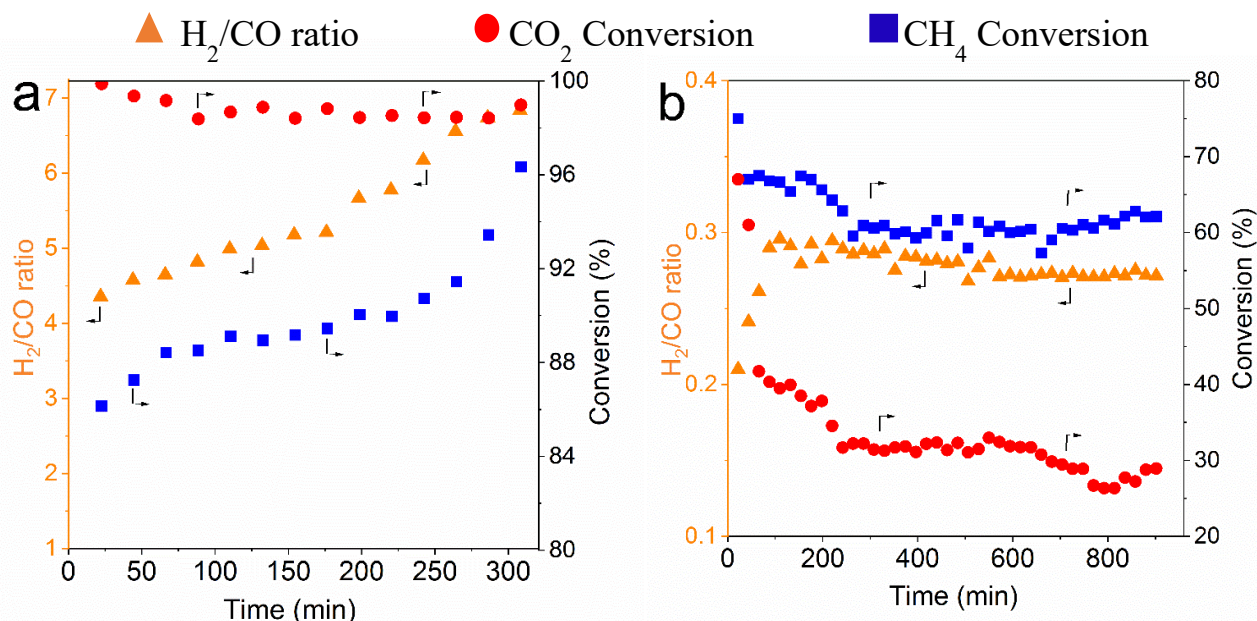 H2/CO ratio CO2 Conversion CH4 Conversion
a
7
6
5
4
3
2
1
H2/CO ratio
100
96
92
88
84
80
Conversion (%)
0 50 100 150 200 250 300
Time (min)
b
0.4
0.3
0.2
0.1
H2/CO ratio
80
70
60
50
40
30
20
Conversion (%)
0 200 400 600 800
Time (min)